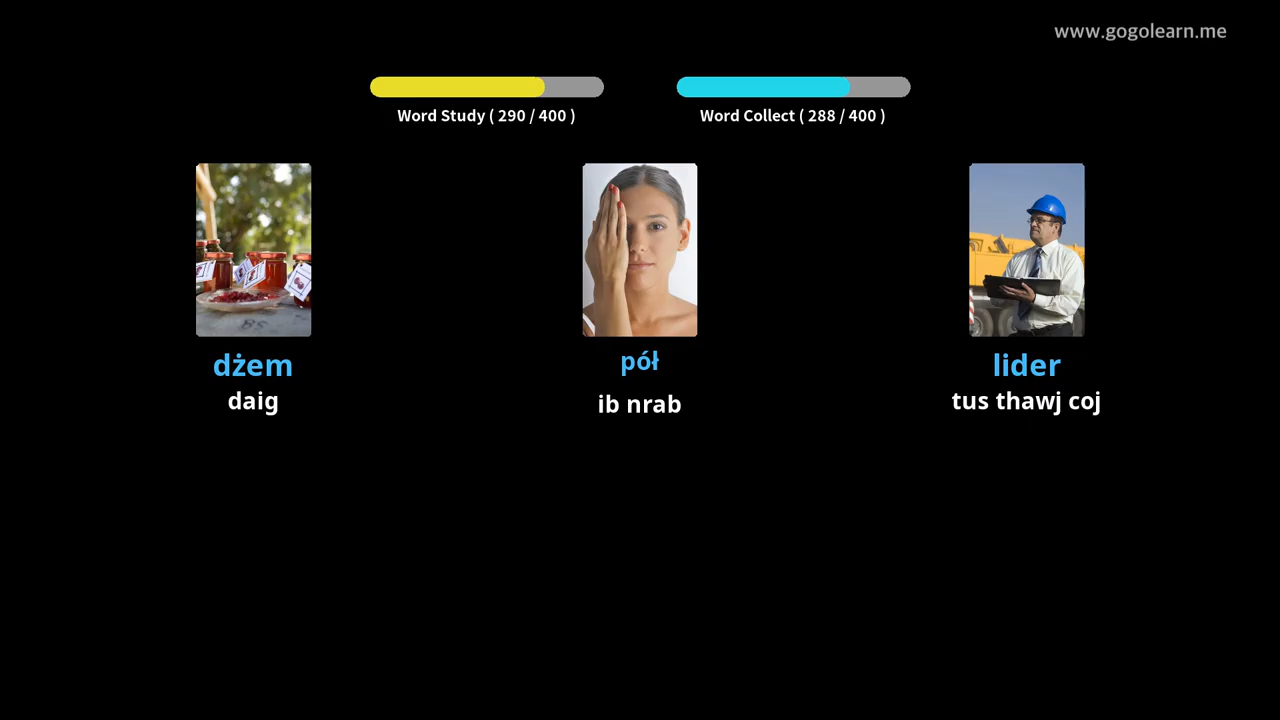 www.gogolearn.me
Word Study ( 290 / 400 )
Word Collect ( 288 / 400 )
dżem
pół
lider
daig
ib nrab
tus thawj coj